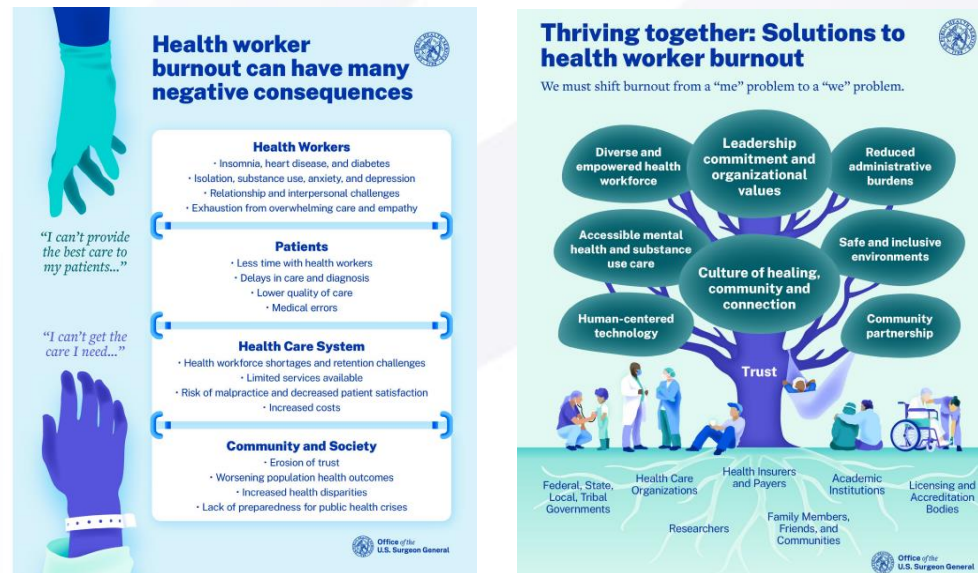 Health worker
burnout can have many
negative consequences
Health Workers
· Insomnia, heart disease, and diabetes
· Isolation, substance use, anxiety, and depression
· Relationship and interpersonal challenges
· Exhaustion from overwhelming care and empathy
"I can't provide
the best care to
my patients..."
Patients
· Less time with health workers
· Delays in care and diagnosis
· Lower quality of care
· Medical errors
"I can't get the
care I need..."
Health Care System
· Health workforce shortages and retention challenges
· Limited services available
· Risk of malpractice and decreased patient satisfaction
· Increased costs
Community and Society
· Erosion of trust
· Worsening population health outcomes
· Increased health disparities
· Lack of preparedness for public health crises
Office of the
U.S. Surgeon General
Thriving together: Solutions to
health worker burnout
We must shift burnout from a "me" problem to a "we" problem.
Diverse and
empowered health
workforce
Leadership
commitment and
organizational
values
Reduced
administrative
burdens
Accessible mental
health and substance
use care
Culture of healing,
community and
connection
Safe and inclusive
environments
Human-centered
technology
Community
partnership
Trust
Federal, State,
Local, Tribal
Governments
Health Care
Organizations
Researchers
Health Insurers
and Payers
Family Members,
Friends, and
Communities
Academic
Institutions
Licensing and
Accreditation
Bodies
Office of the
U.S. Surgeon General